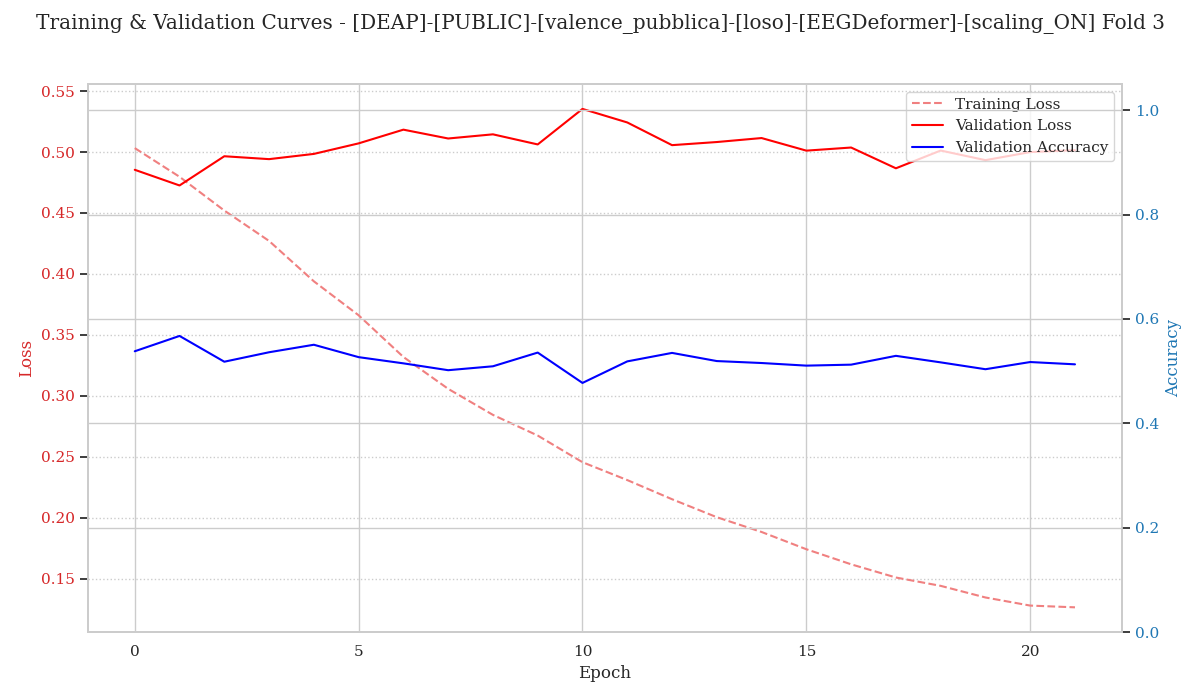 Training & Validation Curves - [DEAP]-[PUBLIC]-[valence_pubblica]-[loso]-[EEGDeformer]-[scaling_ON] Fold 3
Training Loss
Validation Loss
Validation Accuracy
0.55
0.50
0.45
0.40
0.35
0.30
0.25
0.20
0.15
Loss
1.0
0.8
0.6
0.4
0.2
0.0
Accuracy
0 5 10 15 20
Epoch